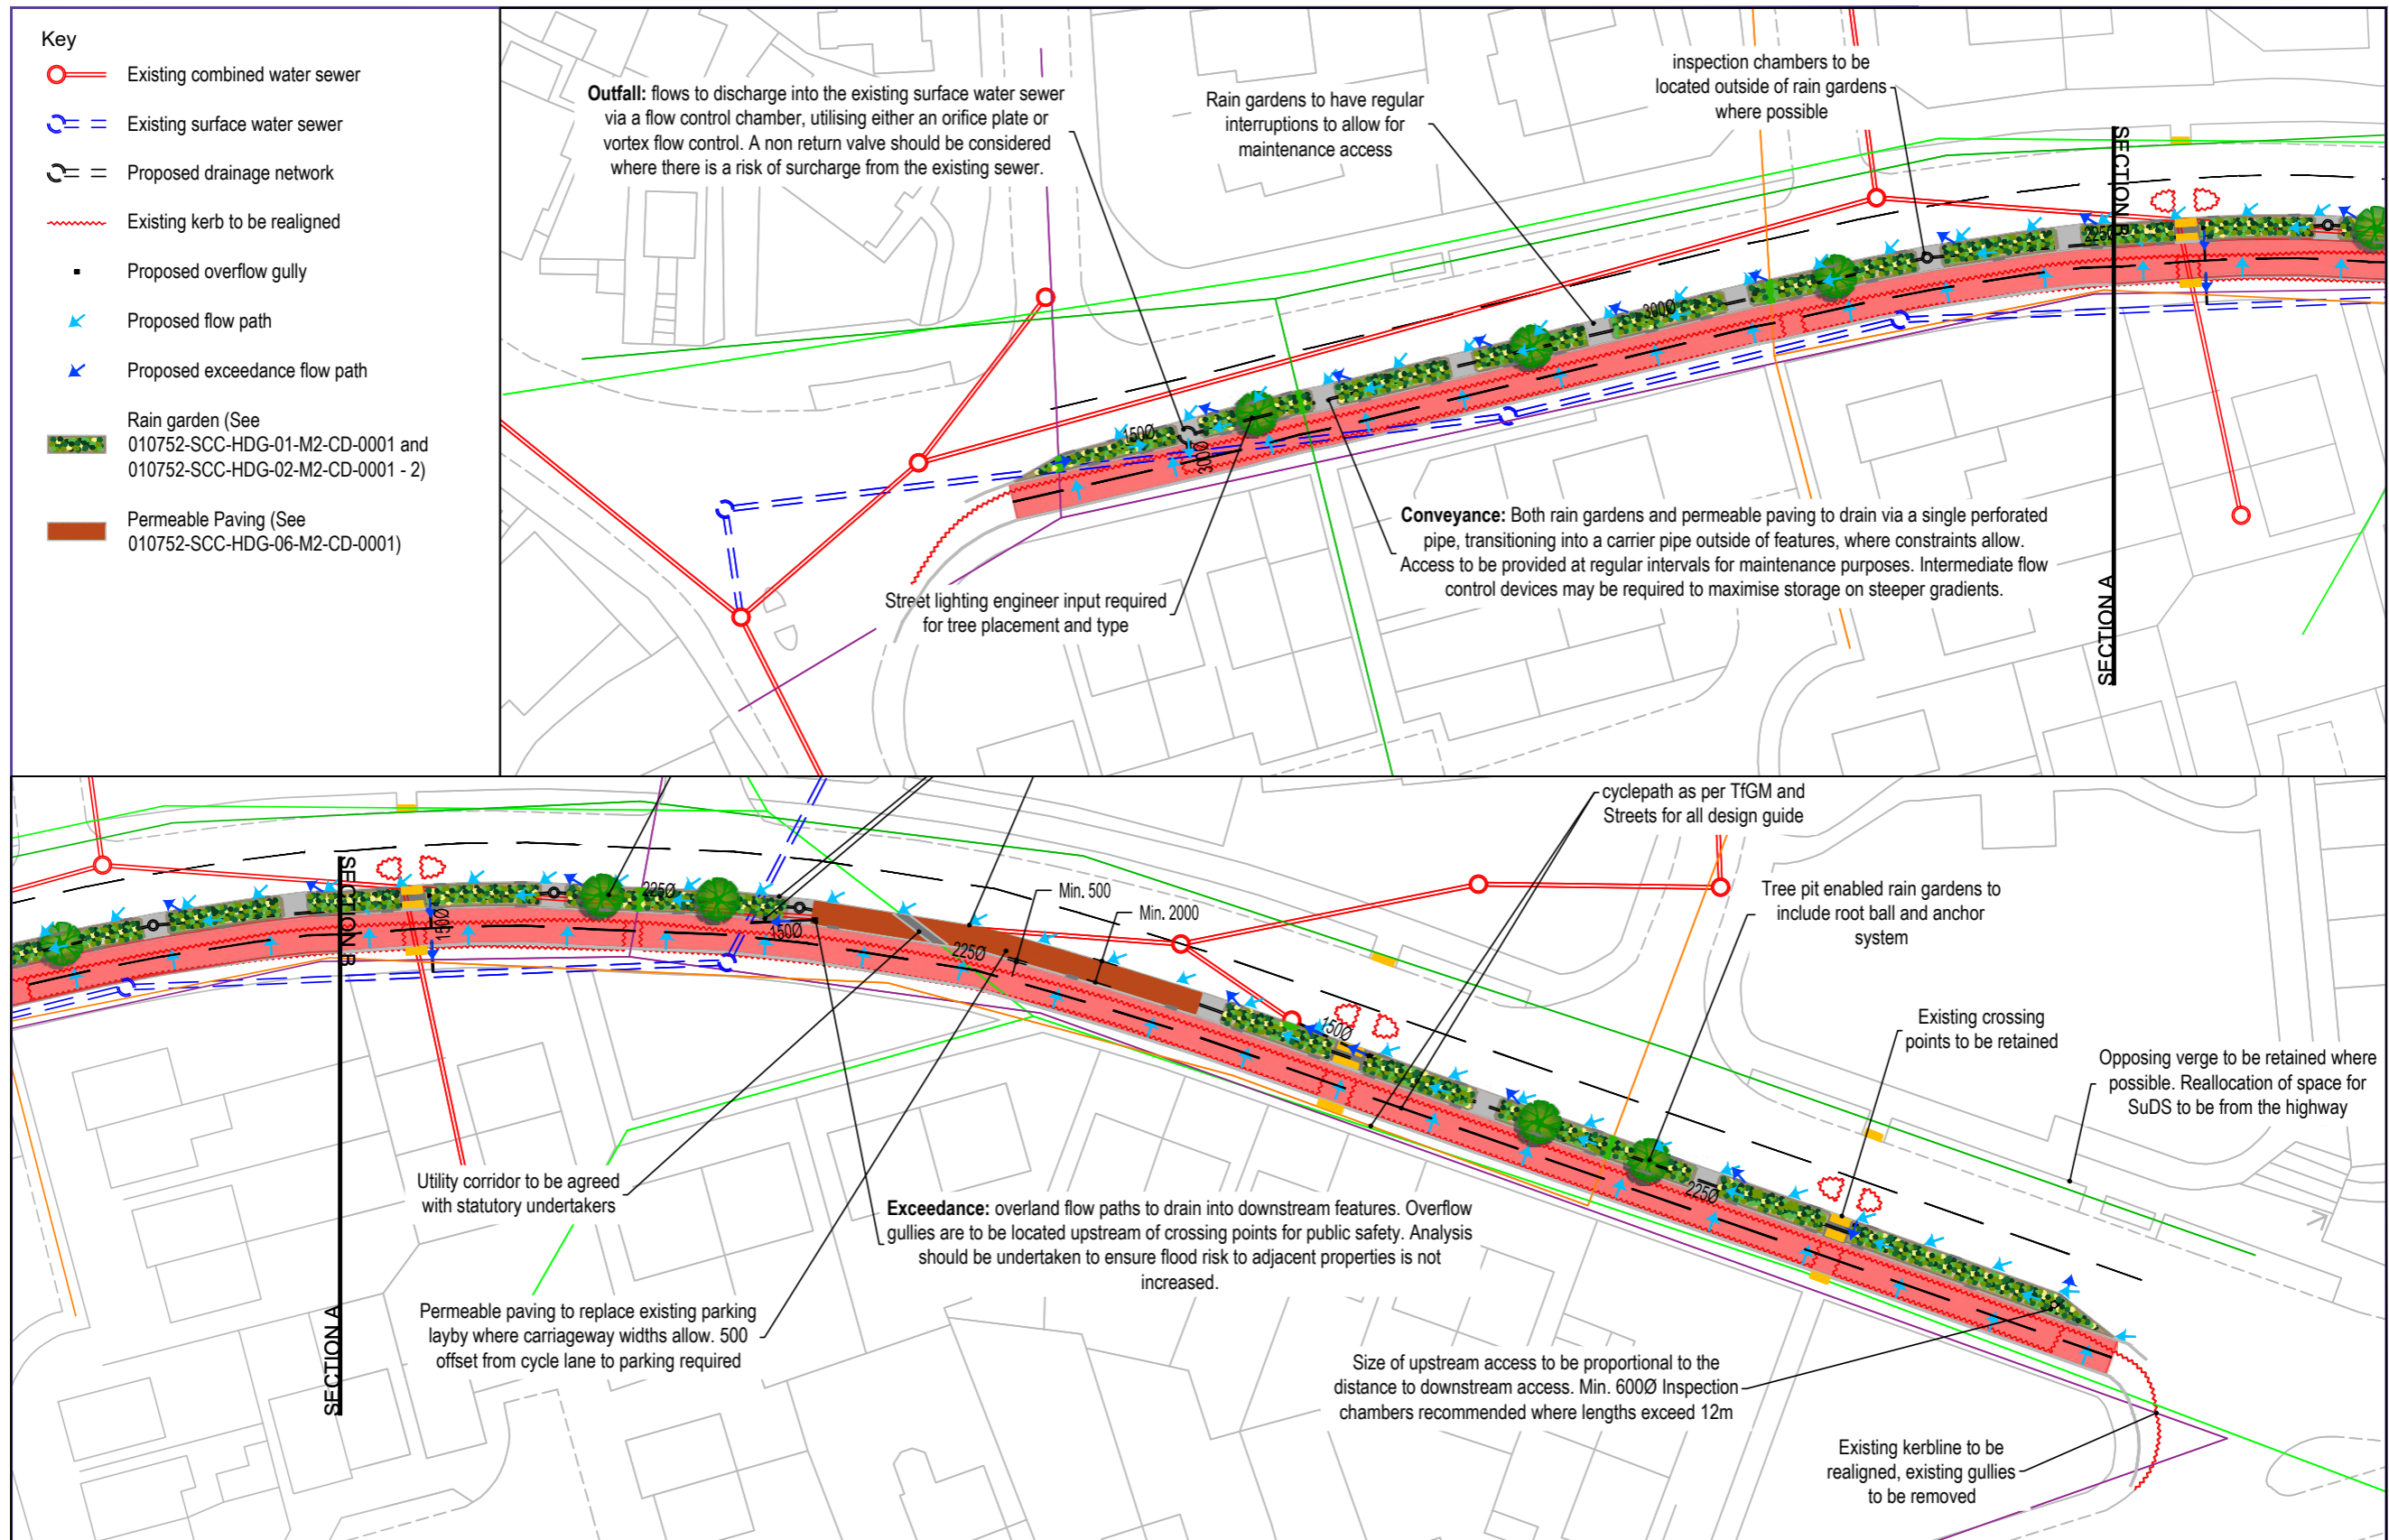 Key
Existing combined water sewer
Existing surface water sewer
Proposed drainage network
Existing kerb to be realigned
Proposed overflow gully
Proposed flow path
Proposed exceedance flow path
Rain garden (See
010752-SCC-HDG-01-M2-CD-0001 and
010752-SCC-HDG-02-M2-CD-0001 - 2)
Permeable Paving (See
010752-SCC-HDG-06-M2-CD-0001)
Outfall: flows to discharge into the existing surface water sewer
via a flow control chamber, utilising either an orifice plate or
vortex flow control. A non return valve should be considered
where there is a risk of surcharge from the existing sewer.
Rain gardens to have regular
interruptions to allow for
maintenance access
inspection chambers to be
located outside of rain gardens
where possible
SECTION B
225Ø
300Ø
150Ø
300Ø
Conveyance: Both rain gardens and permeable paving to drain via a single perforated
pipe, transitioning into a carrier pipe outside of features, where constraints allow.
Access to be provided at regular intervals for maintenance purposes. Intermediate flow
control devices may be required to maximise storage on steeper gradients.
Street lighting engineer input required
for tree placement and type
SECTION A
cyclepath as per TfGM and
Streets for all design guide
SECTION B
150Ø
225Ø
150Ø
Min. 500
Min. 2000
225Ø
Tree pit enabled rain gardens to
include root ball and anchor
system
150Ø
Existing crossing
points to be retained
Opposing verge to be retained where
possible. Reallocation of space for
SuDS to be from the highway
225Ø
Utility corridor to be agreed
with statutory undertakers
Exceedance: overland flow paths to drain into downstream features. Overflow
gullies are to be located upstream of crossing points for public safety. Analysis
should be undertaken to ensure flood risk to adjacent properties is not
increased.
Permeable paving to replace existing parking
layby where carriageway widths allow. 500
offset from cycle lane to parking required
SECTION A
Size of upstream access to be proportional to the
distance to downstream access. Min. 600Ø Inspection
chambers recommended where lengths exceed 12m
Existing kerbline to be
realigned, existing gullies
to be removed